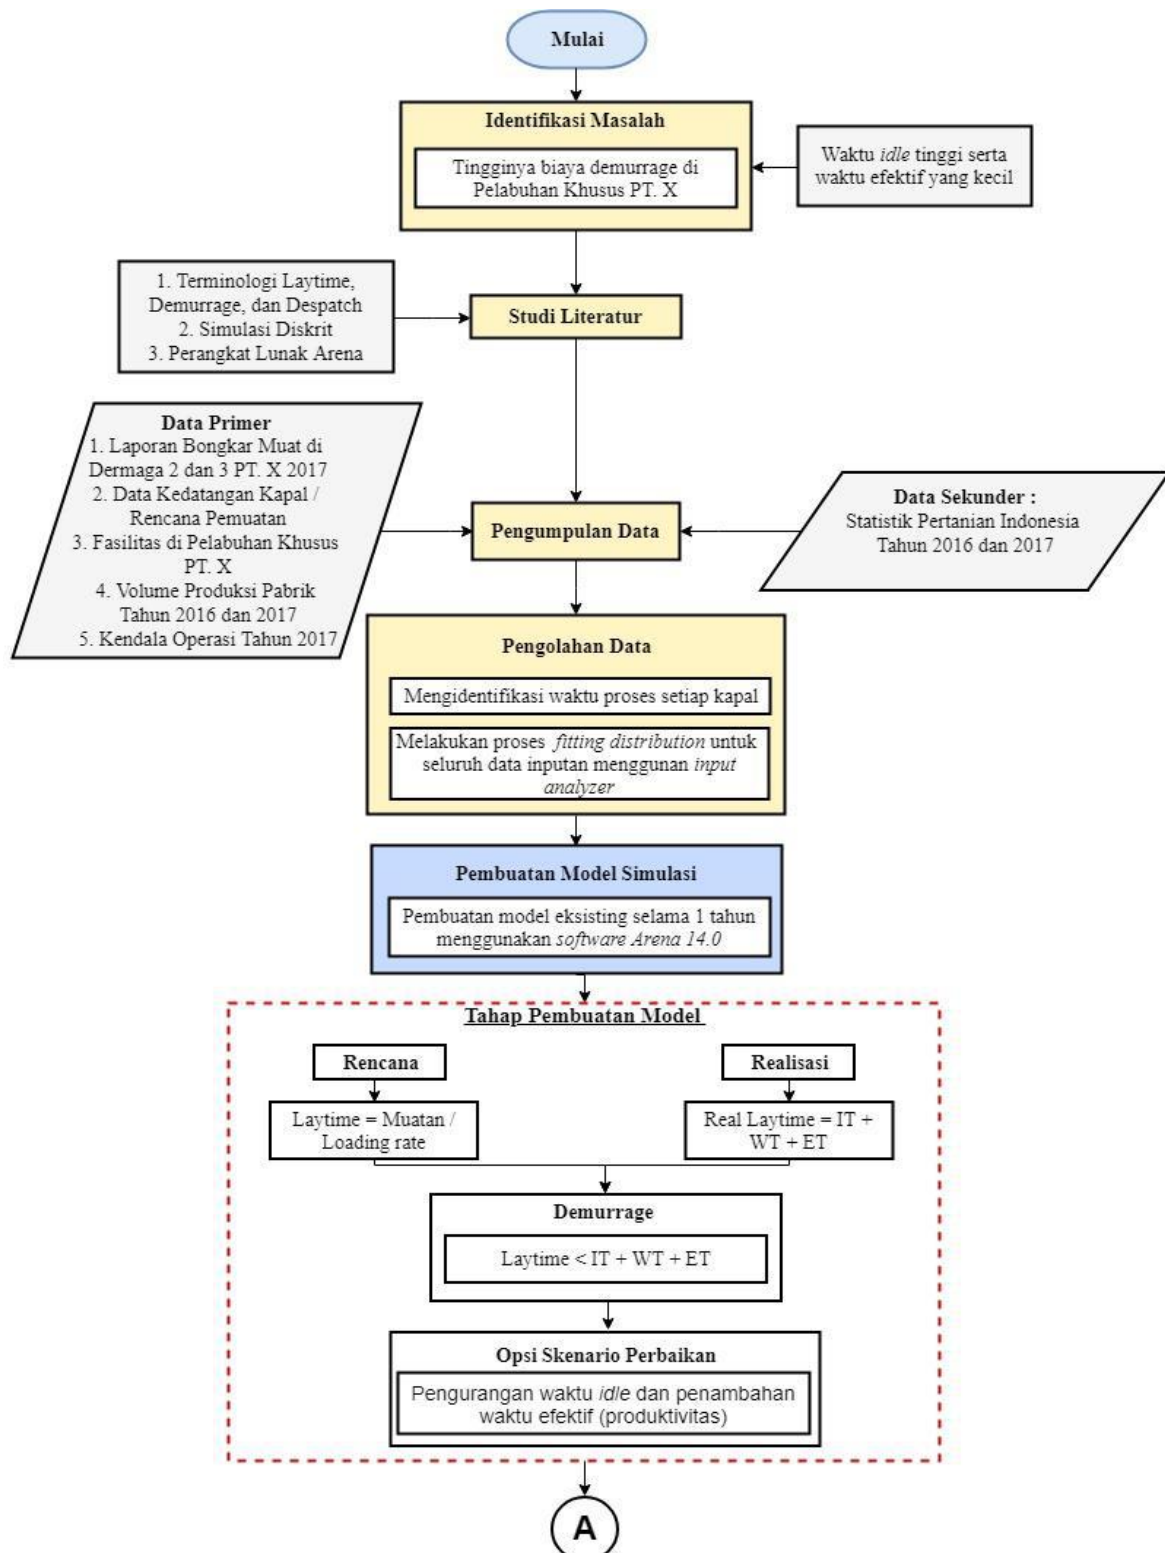 Mulai
Identifikasi Masalah
Tingginya biaya demurrage di
Pelabuhan Khusus PT. X
Waktu idle tinggi serta
waktu efektif yang kecil
1. Terminologi Laytime,
Demurrage, dan Despatch
2. Simulasi Diskrit
3. Perangkat Lunak Arena
Studi Literatur
Data Primer
1. Laporan Bongkar Muat di
Dermaga 2 dan 3 PT. X 2017
2. Data Kedatangan Kapal /
Rencana Pemuatan
3. Fasilitas di Pelabuhan Khusus
PT. X
4. Volume Produksi Pabrik
Tahun 2016 dan 2017
5. Kendala Operasi Tahun 2017
Pengumpulan Data
Data Sekunder :
Statistik Pertanian Indonesia
Tahun 2016 dan 2017
Pengolahan Data
Mengidentifikasi waktu proses setiap kapal
Melakukan proses fitting distribution untuk
seluruh data inputan menggunan input
analyzer
Pembuatan Model Simulasi
Pembuatan model eksisting selama 1 tahun
menggunakan software Arena 14.0
Tahap Pembuatan Model
Rencana
Laytime = Muatan /
Loading rate
Realisasi
Real Laytime = IT +
WT + ET
Demurrage
Laytime < IT + WT + ET
Opsi Skenario Perbaikan
Pengurangan waktu idle dan penambahan
waktu efektif (produktivitas)
A